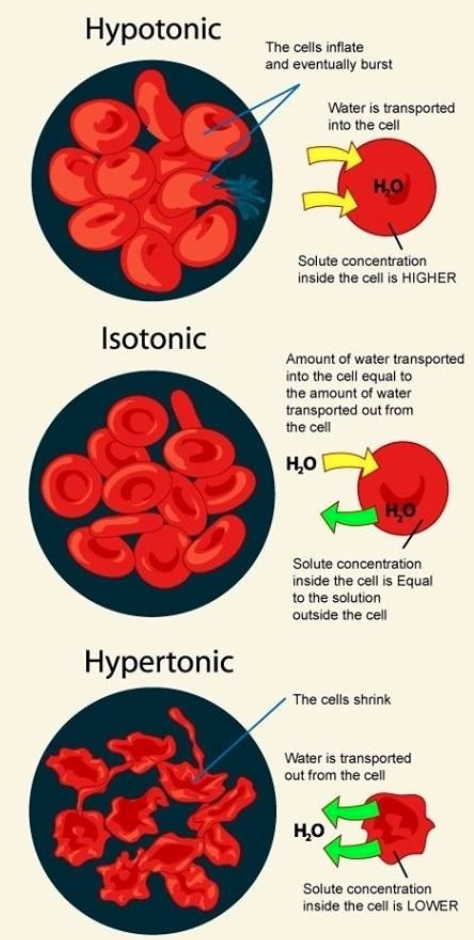 Hypotonic
The cells inflate
and eventually burst
Water is transported
into the cell
H₂O
Solute concentration
inside the cell is HIGHER
Isotonic
Amount of water transported
into the cell equal to
the amount of water
transported out from
the cell
H₂O
H₂O
Solute concentration
inside the cell is Equal
to the solution
outside the cell
Hypertonic
The cells shrink
Water is transported
out from the cell
H₂O
Solute concentration
inside the cell is LOWER